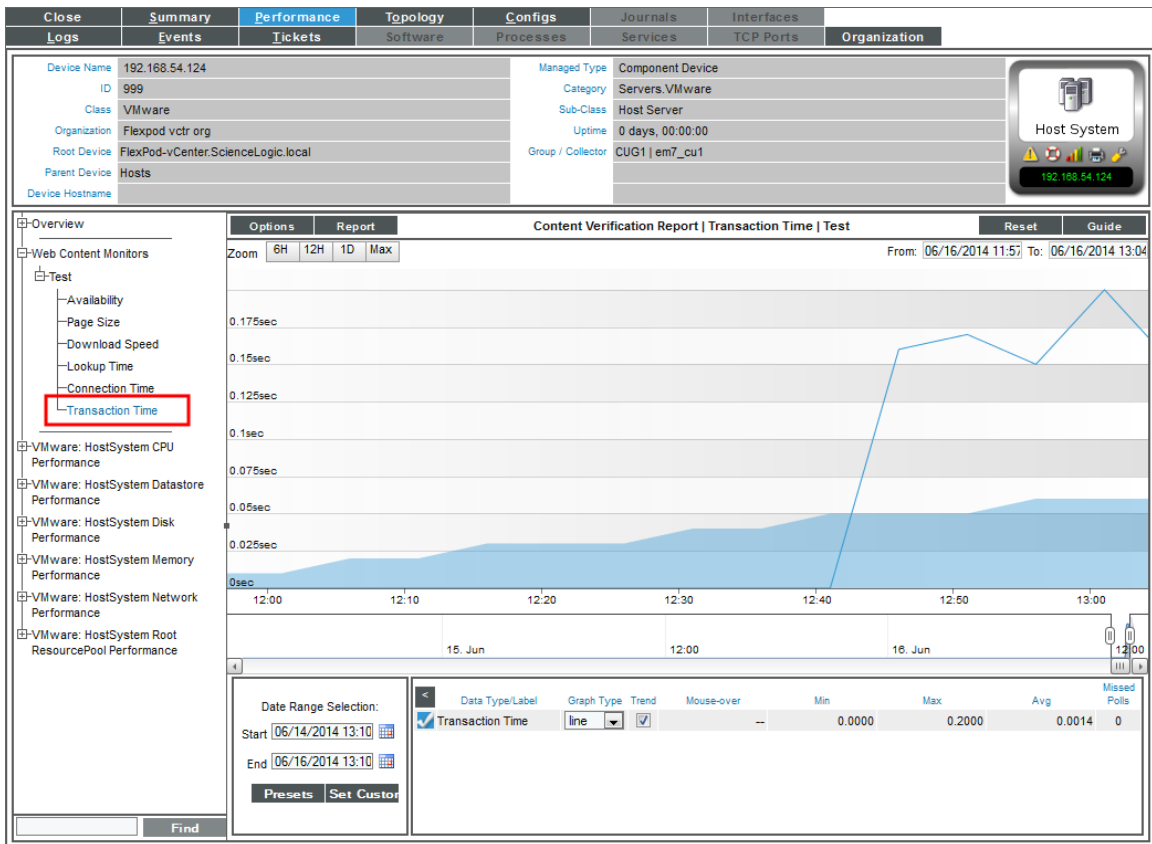 Close Summary Performance Topology Configs Journals Interfaces
Logs Events Tickets Software Processes Services TCP Ports Organization
Device Name 192.168.54.124 Managed Type Component Device
ID 999 Category Servers.VMware
Class VMware Sub-Class Host Server
Organization Flexpod vctr org Uptime 0 days, 00:00:00
Root Device FlexPod-vCenter.ScienceLogic.local Group / Collector CUG1 | em7_cu1
Parent Device Hosts
Device Hostname
Host System
192.168.54.124
Overview
Web Content Monitors
Test
Availability
Page Size
Download Speed
Lookup Time
Connection Time
Transaction Time
VMware: HostSystem CPU
Performance
VMware: HostSystem Datastore
Performance
VMware: HostSystem Disk
Performance
VMware: HostSystem Memory
Performance
VMware: HostSystem Network
Performance
VMware: HostSystem Root
ResourcePool Performance
Find
Options Report Content Verification Report | Transaction Time | Test Reset Guide
Zoom 6H 12H 1D Max From: 06/16/2014 11:57 To: 06/16/2014 13:04
0.175sec
0.15sec
0.125sec
0.1sec
0.075sec
0.05sec
0.025sec
0sec
12:00 12:10 12:20 12:30 12:40 12:50 13:00
15. Jun 12:00 16. Jun 12:00
Date Range Selection:
Start 06/14/2014 13:10
End 06/16/2014 13:10
Presets Set Custor
< Data Type/Label Graph Type Trend Mouse-over Min Max Avg Missed Polls
Transaction Time line -- 0.0000 0.2000 0.0014 0